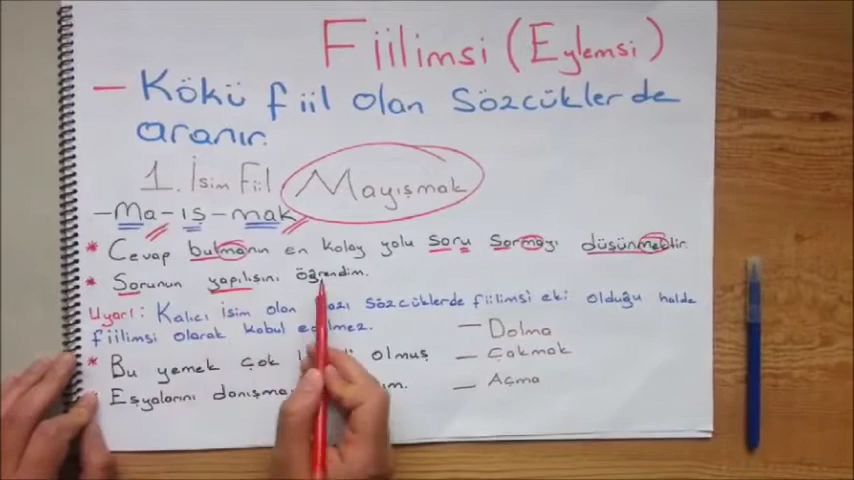 Fiilimsi (Eylemsi)
— Kökü fiil olan sözcüklerde
aranır.
1. İsim Fiil "Mayışmak
-Ma-ış-mak
* Cevap bulmanın en kolay yolu soru sormayı düşünmektir.
* Sorunun yapılışını öğrendim.
Uyarı: Kalıcı isim olan sözcüklerde fiilimsi eki olduğu halde
fiilimsi olarak kabul edilmez. — Dolma
* Bu yemek çok olmuş — Çakmak
Eşyalarını — Açma